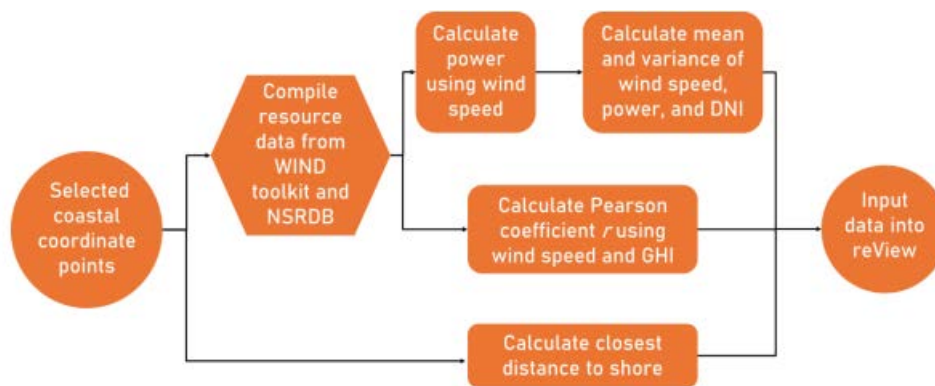 Selected
coastal
coordinate
points
Compile
resource
data from
WIND
toolkit and
NSRDB
Calculate
power
using wind
speed
Calculate mean
and variance of
wind speed,
power, and DNI
Calculate Pearson
coefficient r using
wind speed and GHI
Calculate closest
distance to shore
Input
data into
reView